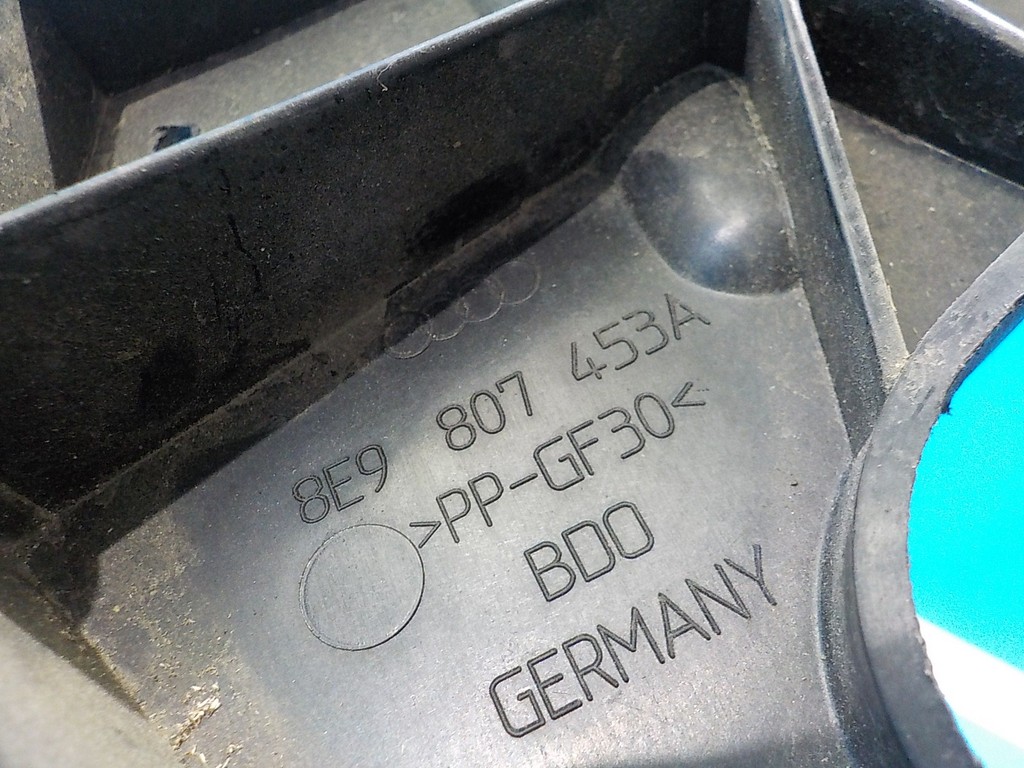 8E9 807 453A
>PP-GF30<
BDO
GERMANY